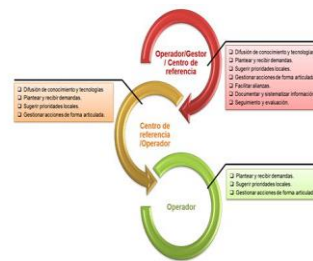 Operador/Gestor
/ Centro de
referencia
❑ Difusión de conocimiento y tecnologías
❑ Plantear y recibir demandas.
❑ Sugerir prioridades locales.
❑ Gestionar acciones de forma articulada.
❑ Facilitar alianzas.
❑ Documentar y sistematizar información
❑ Seguimiento y evaluación.
❑ Difusión de conocimiento y tecnologías
❑ Plantear y recibir demandas.
❑ Sugerir prioridades locales.
❑ Gestionar acciones de forma articulada.
Centro de
referencia
/Operador
❑ Plantear y recibir demandas.
❑ Sugerir prioridades locales.
❑ Gestionar acciones de forma articulada.
Operador